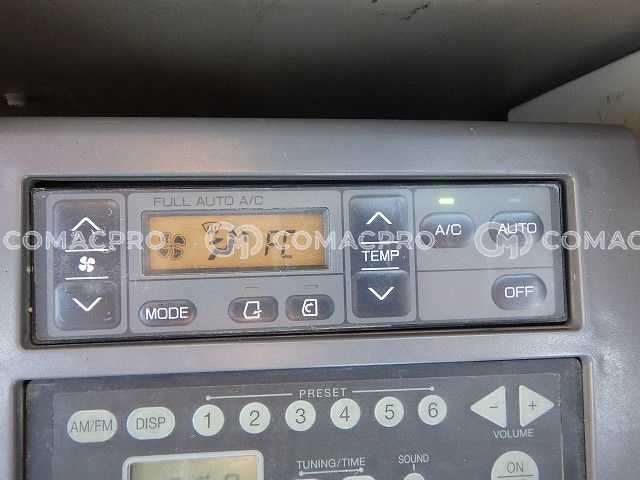 FULL AUTO A/C
COMACPRO COMACPRO COMACPRO
TEMP
A/C
AUTO
MODE
OFF
PRESET
AM/FM
DISP
1 2 3 4 5 6
- +
VOLUME
TUNING/TIME
SOUND
ON